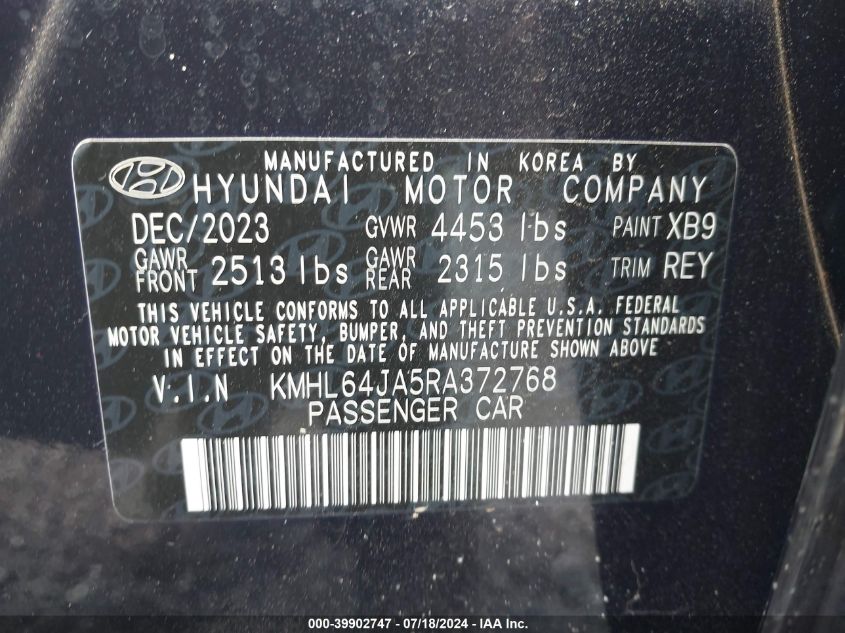 MANUFACTURED IN KOREA BY
HYUNDAI MOTOR COMPANY
DEC/2023 GVWR 4453 lbs PAINT XB9
GAWR FRONT 2513 lbs GAWR REAR 2315 lbs TRIM REY
THIS VEHICLE CONFORMS TO ALL APPLICABLE U.S.A. FEDERAL
MOTOR VEHICLE SAFETY, BUMPER, AND THEFT PREVENTION STANDARDS
IN EFFECT ON THE DATE OF MANUFACTURE SHOWN ABOVE
V.I.N KMHL64JA5RA372768
PASSENGER CAR
000-39902747 - 07/18/2024 - IAA Inc.